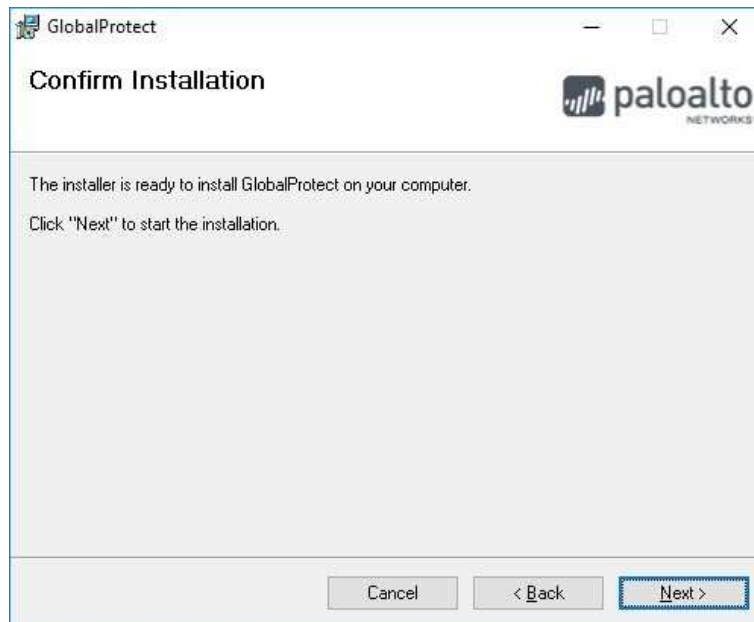 GlobalProtect
Confirm Installation
paloalto
NETWORKS
The installer is ready to install GlobalProtect on your computer.
Click "Next" to start the installation.
Cancel
< Back
Next >